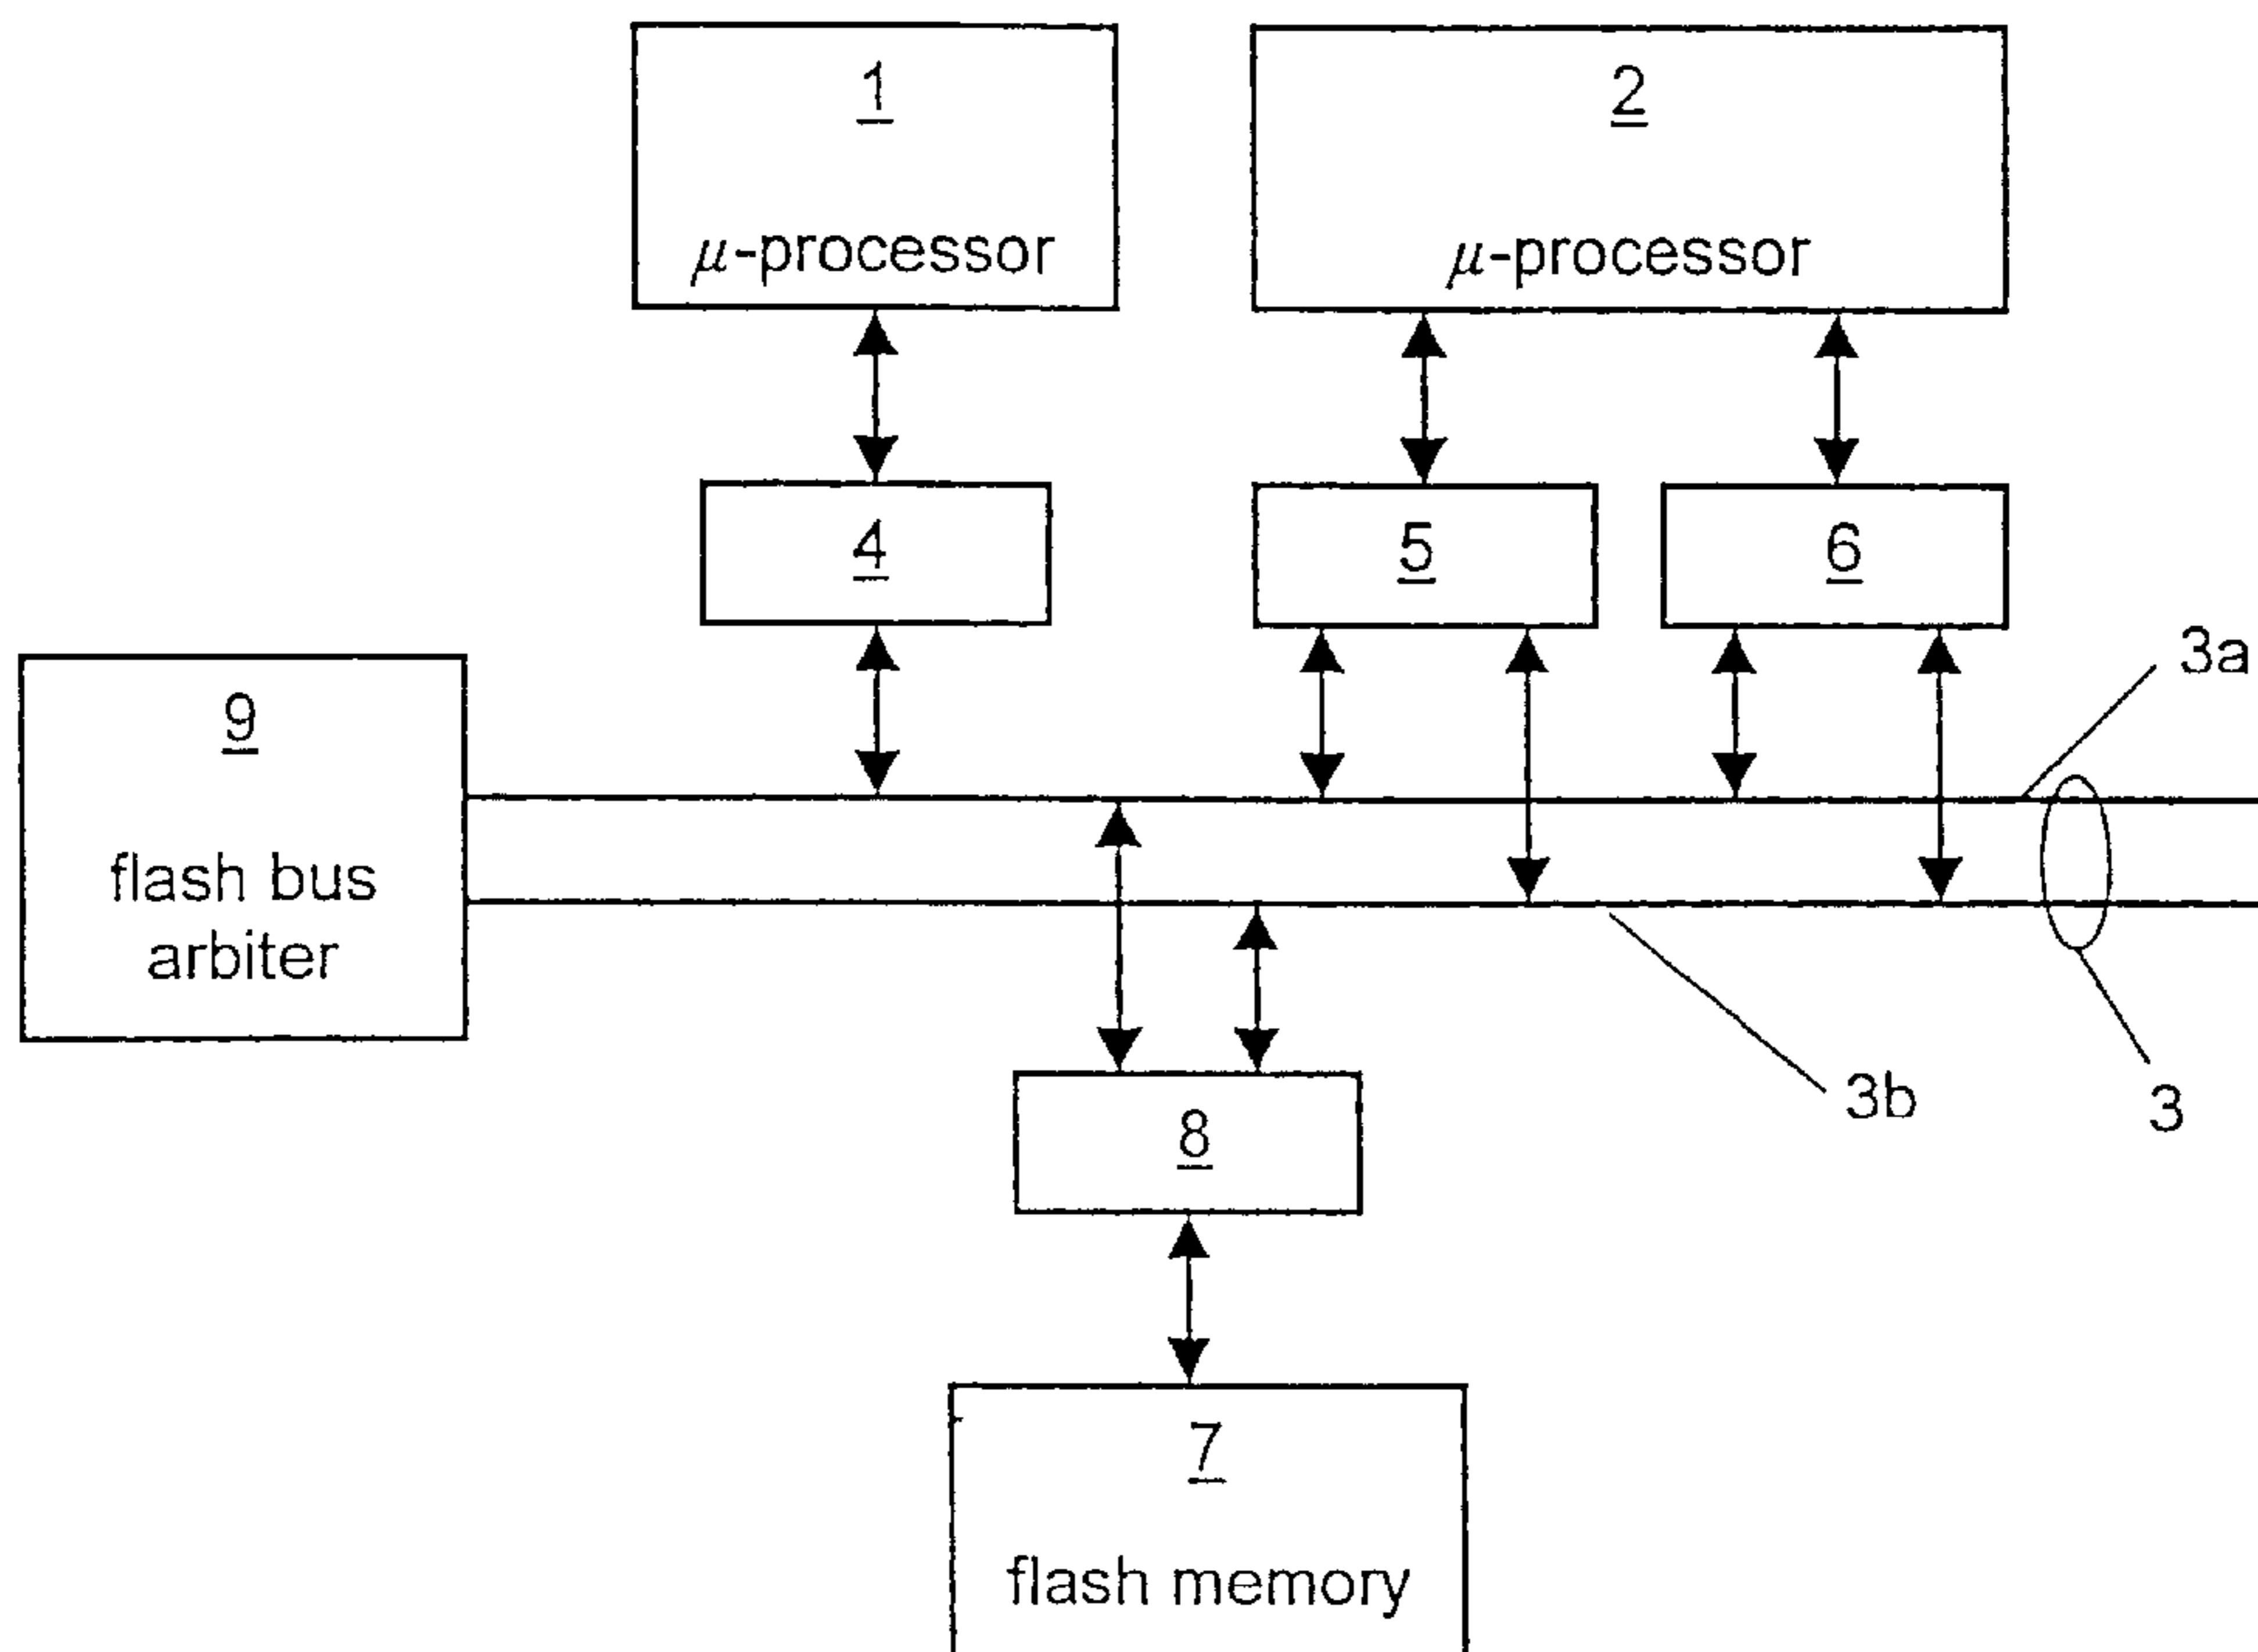 1
μ-processor
2
μ-processor
4
5
6
3a
9
flash bus
arbiter
3b
3
8
7
flash memory